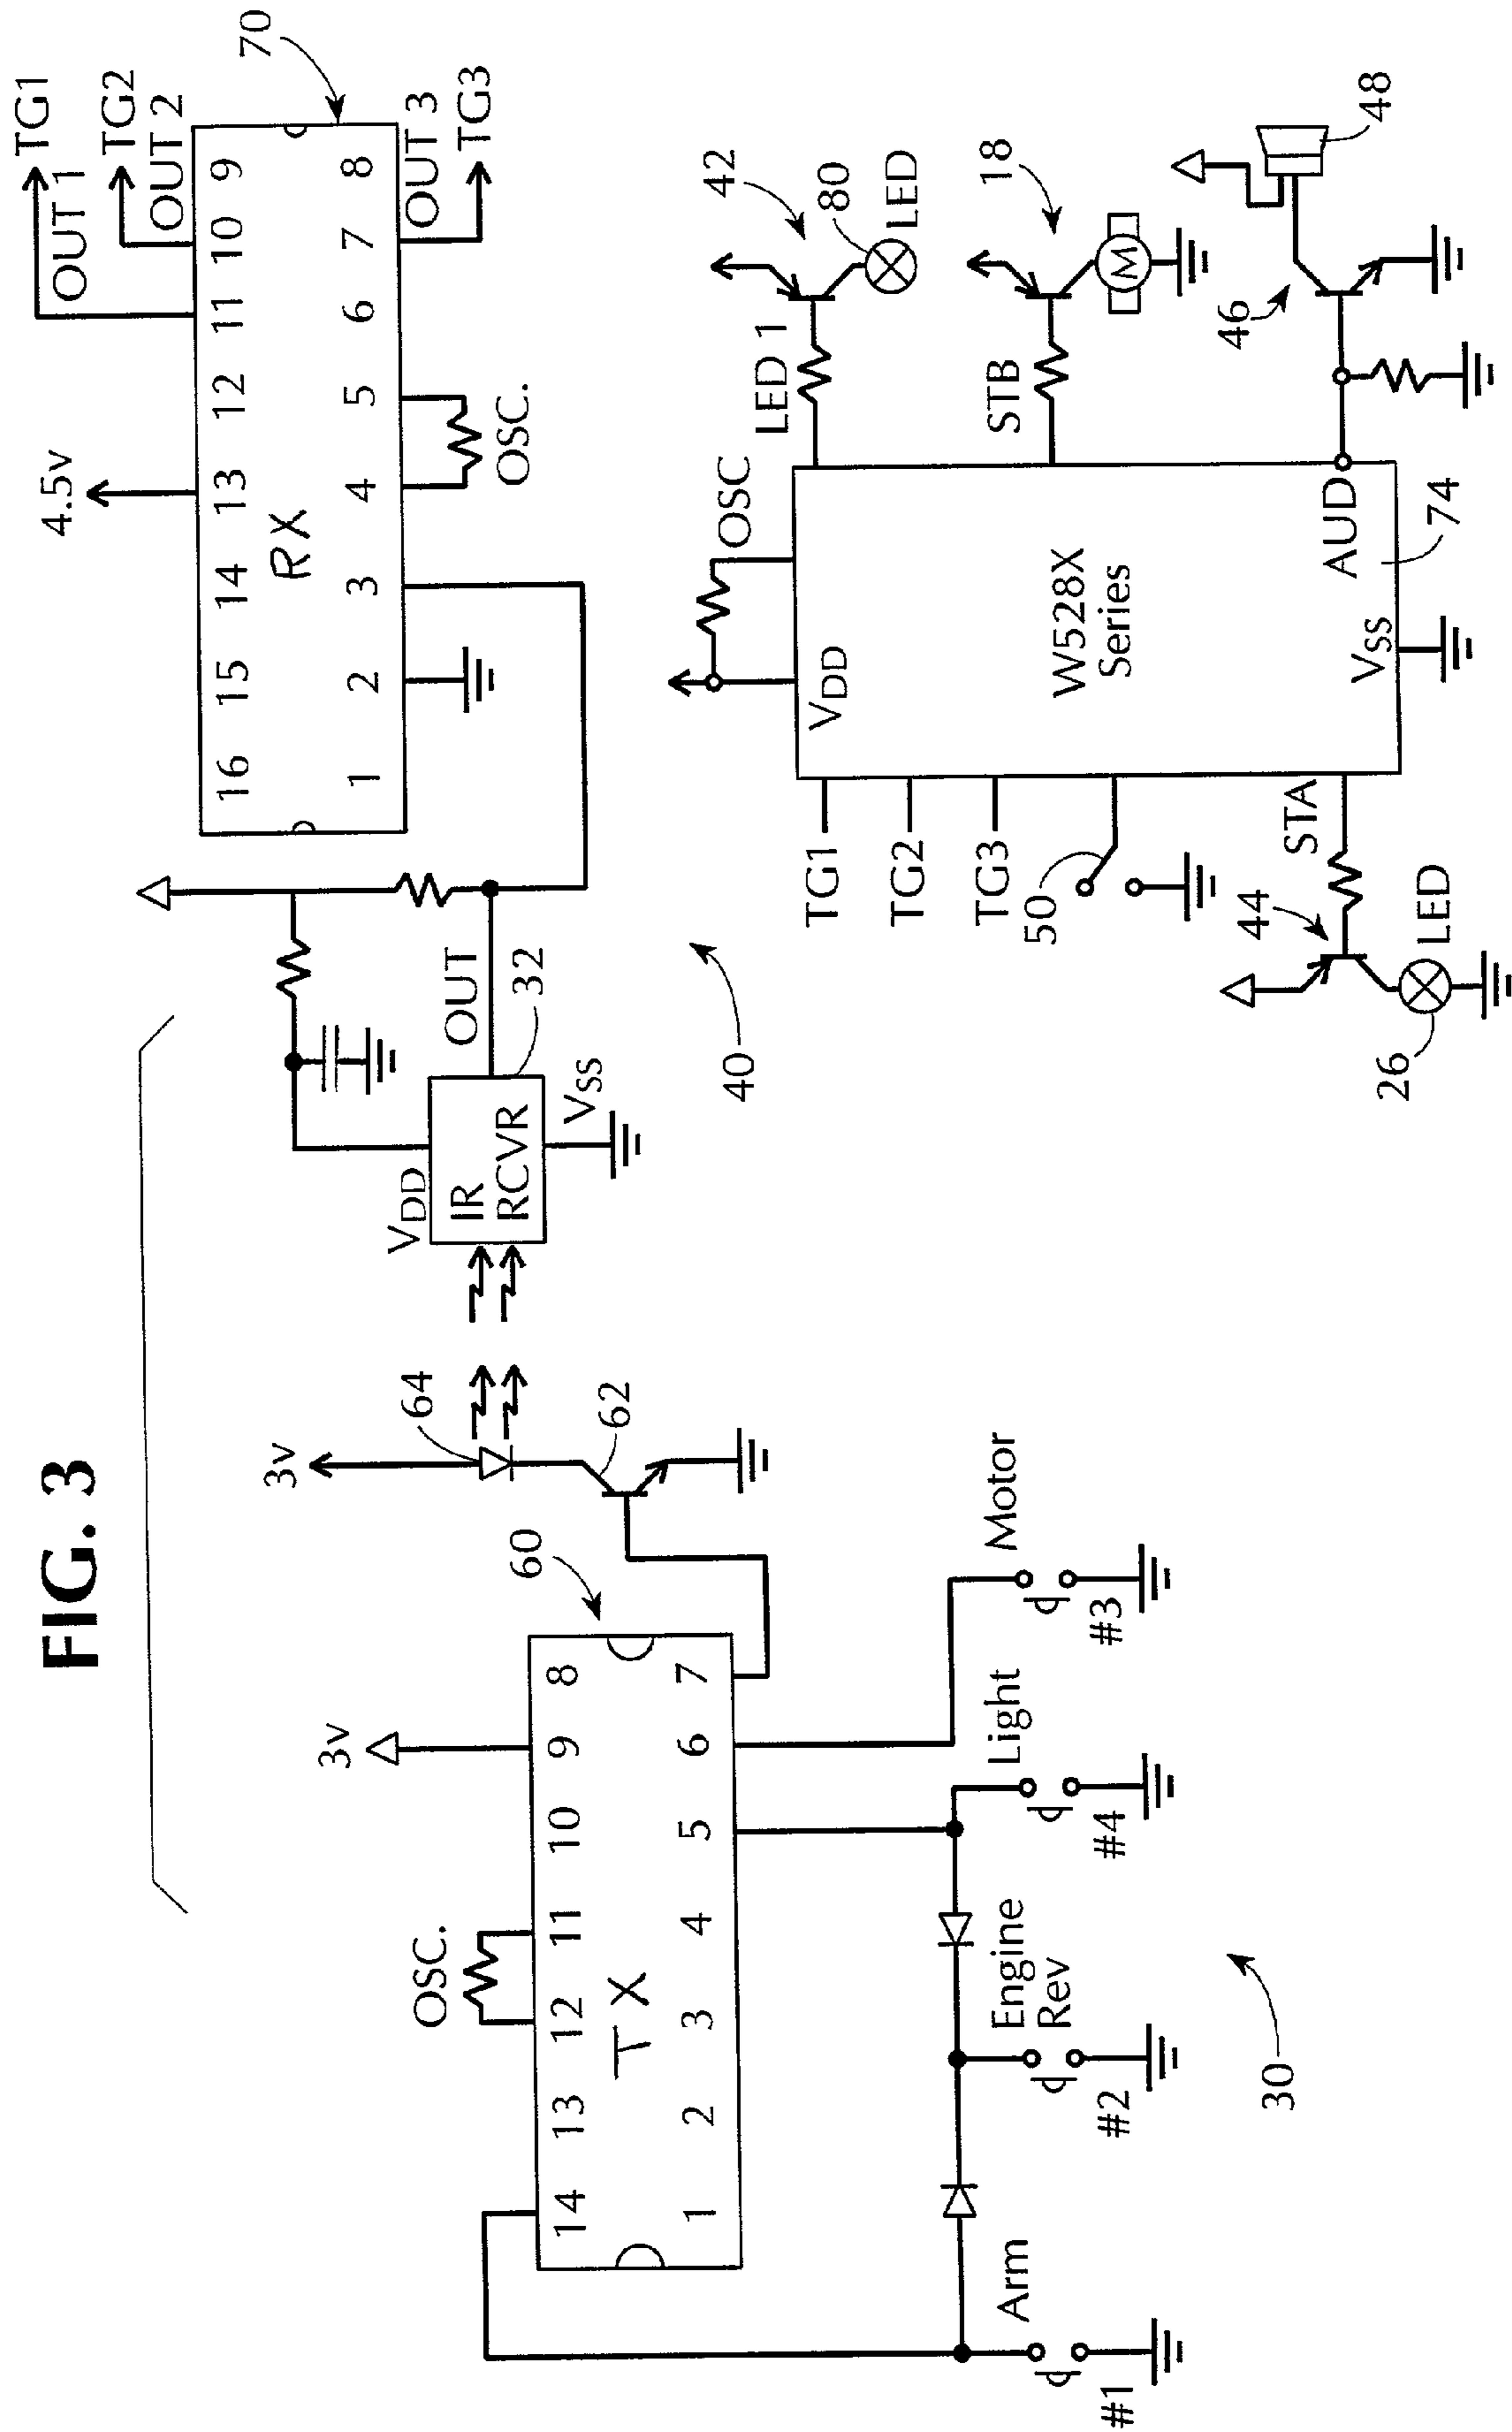 FIG. 3
OSC.
3v
60
3v
64
62
14 13 12 11 10 9 8
TX
1 2 3 4 5 6 7
Arm
Engine
Rev
Light
Motor
#1
#2
#4
#3
30
VDD
IR
RCVR
OUT
32
VSS
40
4.5v
TG1
OUT 1
TG2
OUT 2
70
16 15 14 13 12 11 10 9
RX
1 2 3 4 5 6 7 8
OSC.
OUT 3
TG3
OSC
VDD
TG1
TG2
TG3
50
W528X
Series
LED 1
42
80
LED
STB
18
M
STA
44
LED
26
VSS
AUD
74
46
48